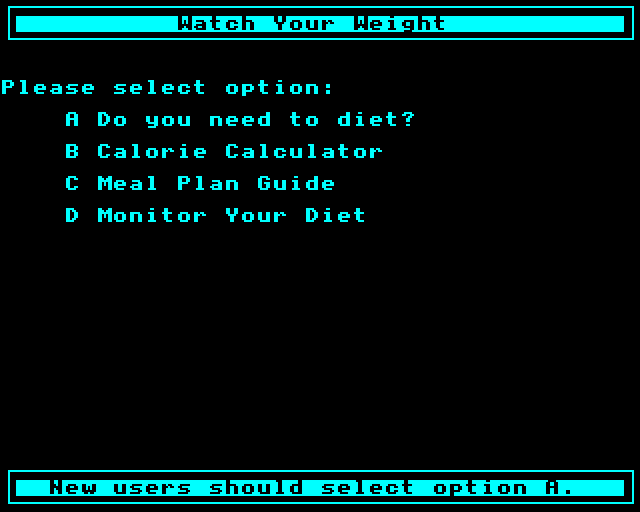 Watch Your Weight
Please select option:
A Do you need to diet?
B Calorie Calculator
C Meal Plan Guide
D Monitor Your Diet
New users should select option A.